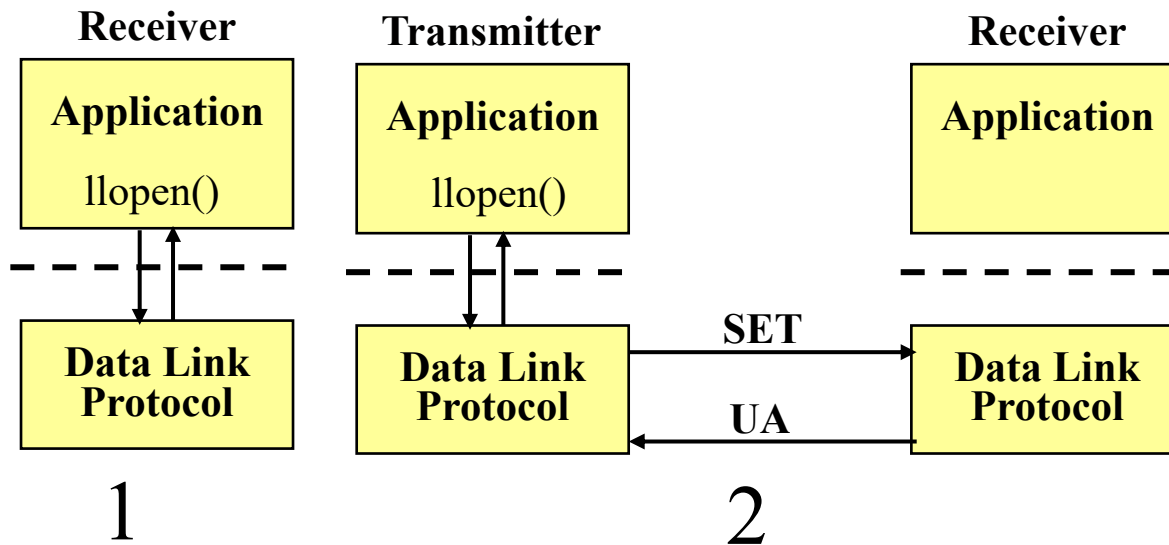 Receiver
Application
llopen()
Data Link
Protocol
1
Transmitter
Application
llopen()
Data Link
Protocol
SET
UA
Receiver
Application
Data Link
Protocol
2